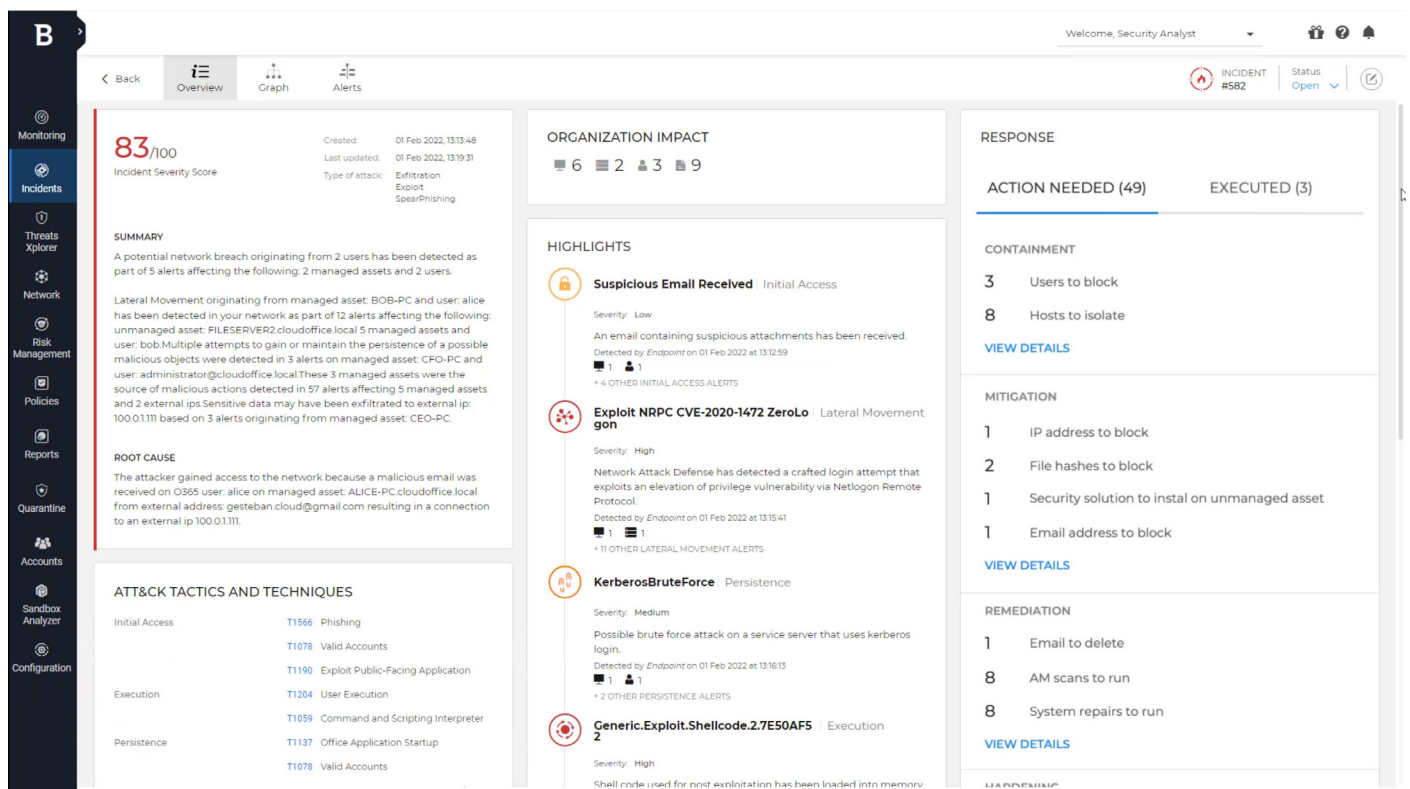 B
Welcome, Security Analyst
Back
Overview
Graph
Alerts
INCIDENT
#582
Status
Open
Monitoring
Incidents
Threats
Xplorer
Network
Risk
Management
Policies
Reports
Quarantine
Accounts
Sandbox
Analyzer
Configuration
83/100
Incident Severity Score
Created: 01 Feb 2022, 13:13:48
Last updated: 01 Feb 2022, 13:19:31
Type of attack: Exfiltration
Exploit
SpearPhishing
SUMMARY
A potential network breach originating from 2 users has been detected as
part of 5 alerts affecting the following: 2 managed assets and 2 users.
Lateral Movement originating from managed asset: BOB-PC and user: alice
has been detected in your network as part of 12 alerts affecting the following:
unmanaged asset: FILESERVER2.cloudoffice.local 5 managed assets and
user: bob.Multiple attempts to gain or maintain the persistence of a possible
malicious objects were detected in 3 alerts on managed asset: CFO-PC and
user: administrator@cloudoffice.local.These 3 managed assets were the
source of malicious actions detected in 57 alerts affecting 5 managed assets
and 2 external ips.Sensitive data may have been exfiltrated to external ip:
100.0.1.111 based on 3 alerts originating from managed asset: CEO-PC.
ROOT CAUSE
The attacker gained access to the network because a malicious email was
received on O365 user: alice on managed asset: ALICE-PC.cloudoffice.local
from external address: gesteban.cloud@gmail.com resulting in a connection
to an external ip 100.0.1.111.
ATT&CK TACTICS AND TECHNIQUES
Initial Access T1566 Phishing
T1078 Valid Accounts
T1190 Exploit Public-Facing Application
Execution T1204 User Execution
T1059 Command and Scripting Interpreter
Persistence T1137 Office Application Startup
T1078 Valid Accounts
ORGANIZATION IMPACT
6 2 3 9
HIGHLIGHTS
Suspicious Email Received | Initial Access
Severity: Low
An email containing suspicious attachments has been received.
Detected by Endpoint on 01 Feb 2022 at 13:12:59
1 1
+ 4 OTHER INITIAL ACCESS ALERTS
Exploit NRPC CVE-2020-1472 ZeroLo | Lateral Movement
gon
Severity: High
Network Attack Defense has detected a crafted login attempt that
exploits an elevation of privilege vulnerability via Netlogon Remote
Protocol.
Detected by Endpoint on 01 Feb 2022 at 13:15:41
1 1
+ 11 OTHER LATERAL MOVEMENT ALERTS
KerberosBruteForce | Persistence
Severity: Medium
Possible brute force attack on a service server that uses kerberos
login.
Detected by Endpoint on 01 Feb 2022 at 13:16:13
1 1
+ 2 OTHER PERSISTENCE ALERTS
Generic.Exploit.Shellcode.2.7E50AF5 | Execution
2
Severity: High
Shell code used for post exploitation has been loaded into memory
RESPONSE
ACTION NEEDED (49) EXECUTED (3)
CONTAINMENT
3 Users to block
8 Hosts to isolate
VIEW DETAILS
MITIGATION
1 IP address to block
2 File hashes to block
1 Security solution to instal on unmanaged asset
1 Email address to block
VIEW DETAILS
REMEDIATION
1 Email to delete
8 AM scans to run
8 System repairs to run
VIEW DETAILS
HARDENING